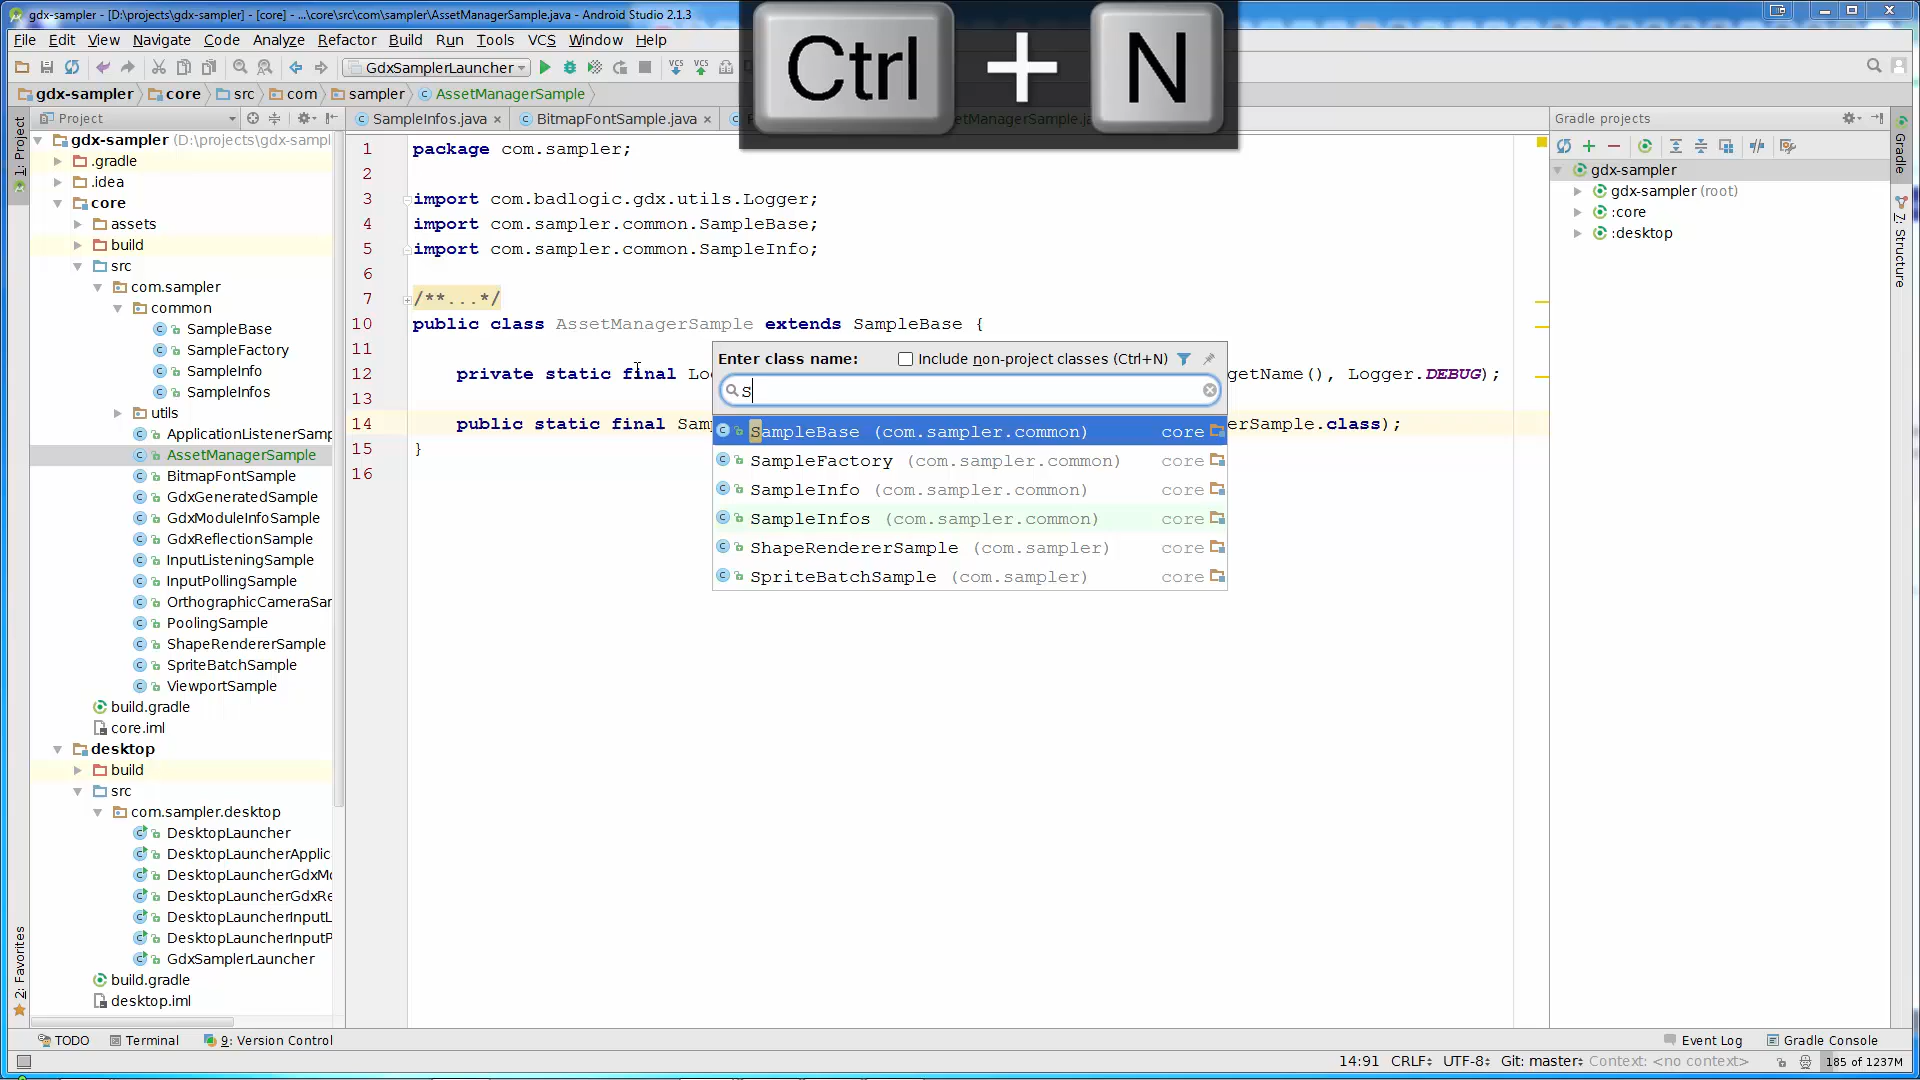 gdx-sampler - [D:\projects\gdx-sampler] - [core] - ...\core\src\com\sampler\AssetManagerSample.java - Android Studio 2.1.3
Ctrl + N
File Edit View Navigate Code Analyze Refactor Build Run Tools VCS Window Help
GdxSamplerLauncher
VCS VCS
gdx-sampler core src com sampler AssetManagerSample
Project
SampleInfos.java
BitmapFontSample.java
Gradle projects
1: Project
Gradle
Z: Structure
2: Favorites
gdx-sampler (D:\projects\gdx-sampl
.gradle
.idea
core
assets
build
src
com.sampler
common
SampleBase
SampleFactory
SampleInfo
SampleInfos
utils
ApplicationListenerSamp
AssetManagerSample
BitmapFontSample
GdxGeneratedSample
GdxModuleInfoSample
GdxReflectionSample
InputListeningSample
InputPollingSample
OrthographicCameraSar
PoolingSample
ShapeRendererSample
SpriteBatchSample
ViewportSample
build.gradle
core.iml
desktop
build
src
com.sampler.desktop
DesktopLauncher
DesktopLauncherApplic
DesktopLauncherGdxMo
DesktopLauncherGdxRe
DesktopLauncherInputL
DesktopLauncherInputP
GdxSamplerLauncher
build.gradle
desktop.iml
1 package com.sampler;
2
3 import com.badlogic.gdx.utils.Logger;
4 import com.sampler.common.SampleBase;
5 import com.sampler.common.SampleInfo;
6
7 /**...*/
10 public class AssetManagerSample extends SampleBase {
11
12 private static final Lo getName(), Logger.DEBUG);
13
14 public static final Sam erSample.class);
15 }
16
Enter class name: Include non-project classes (Ctrl+N)
S
SampleBase (com.sampler.common) core
SampleFactory (com.sampler.common) core
SampleInfo (com.sampler.common) core
SampleInfos (com.sampler.common) core
ShapeRendererSample (com.sampler) core
SpriteBatchSample (com.sampler) core
gdx-sampler
gdx-sampler (root)
:core
:desktop
TODO Terminal 9: Version Control Event Log Gradle Console
14:91 CRLF UTF-8 Git: master Context: <no context> 185 of 1237M